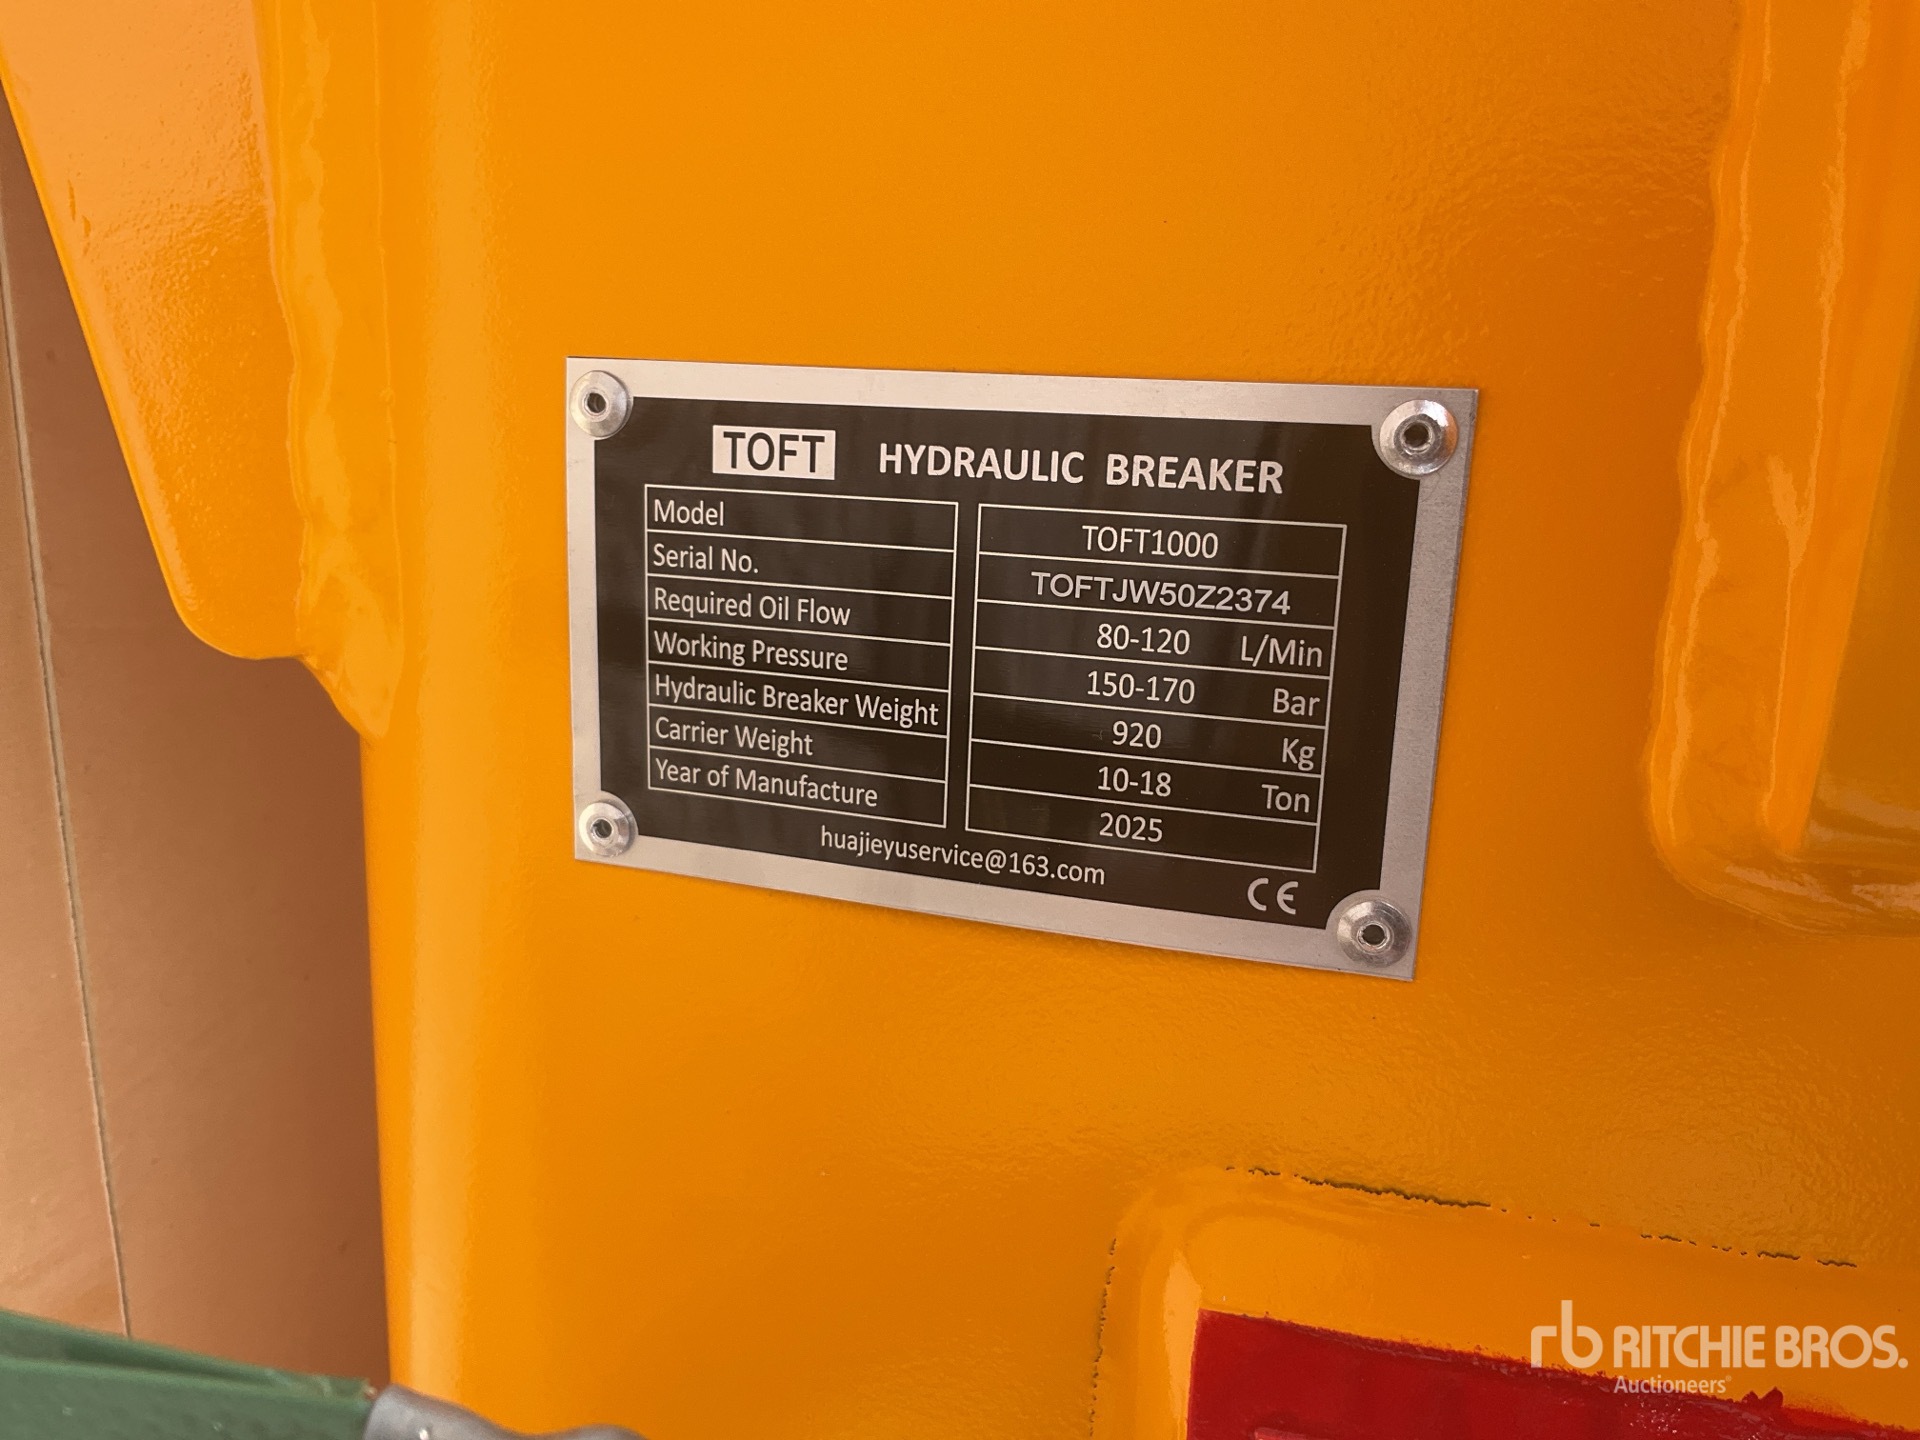 TOFT HYDRAULIC BREAKER
Model TOFT1000
Serial No. TOFTJW50Z2374
Required Oil Flow 80-120 L/Min
Working Pressure 150-170 Bar
Hydraulic Breaker Weight 920 Kg
Carrier Weight 10-18 Ton
Year of Manufacture 2025
huajieyuservice@163.com
CE
rb RITCHIE BROS.
Auctioneers